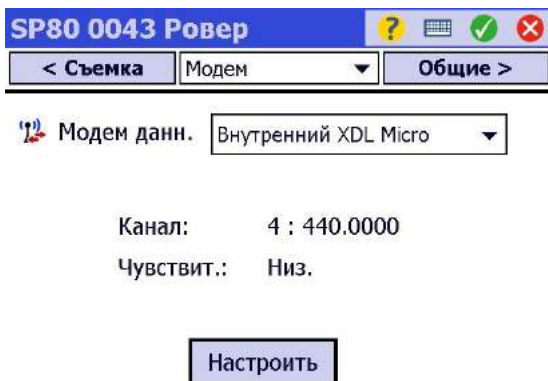 SP80 0043 Ровер
< Съемка Модем Общие >
Модем данн. Внутренний XDL Micro
Канал: 4 : 440.0000
Чувствит.: Низ.
Настроить